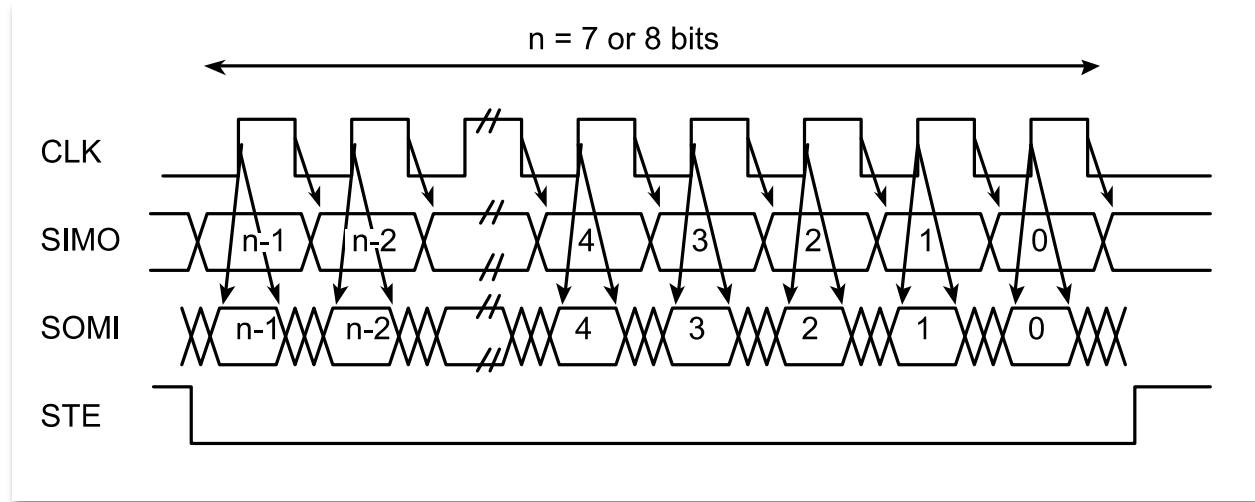 n = 7 or 8 bits
CLK
SIMO n-1 n-2 4 3 2 1 0
SOMI n-1 n-2 4 3 2 1 0
STE